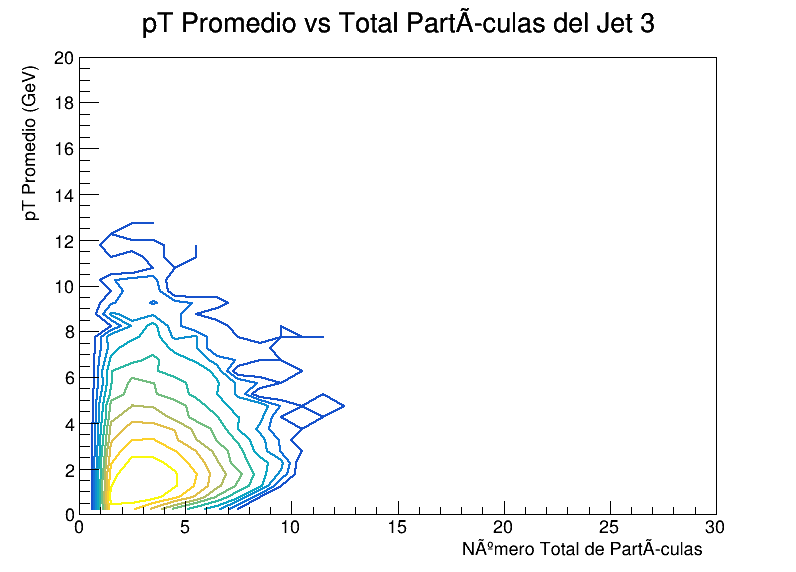 pT Promedio vs Total PartÃ-culas del Jet 3
pT Promedio (GeV)
20
18
16
14
12
10
8
6
4
2
0
0 5 10 15 20 25 30
NÃºmero Total de PartÃ-culas